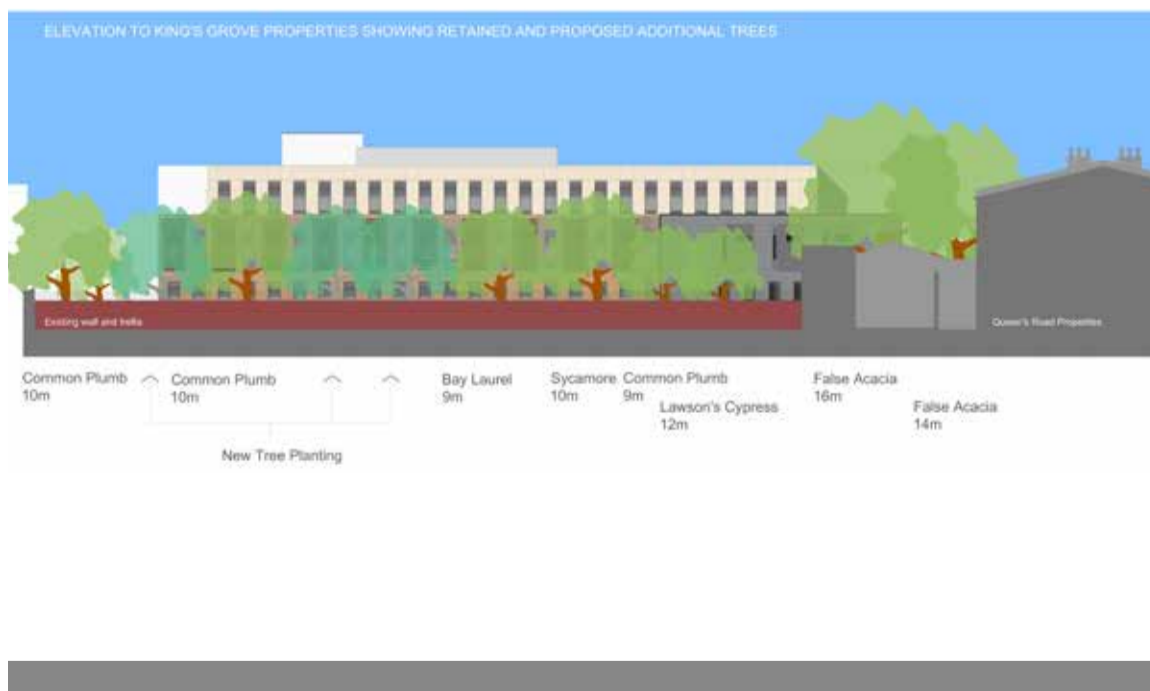 ELEVATION TO KING'S GROVE PROPERTIES SHOWING RETAINED AND PROPOSED ADDITIONAL TREES
Existing wall and trellis
Queen's Road Properties
Common Plumb
10m
Common Plumb
10m
Bay Laurel
9m
Sycamore
10m
Common Plumb
9m
Lawson's Cypress
12m
False Acacia
16m
False Acacia
14m
New Tree Planting